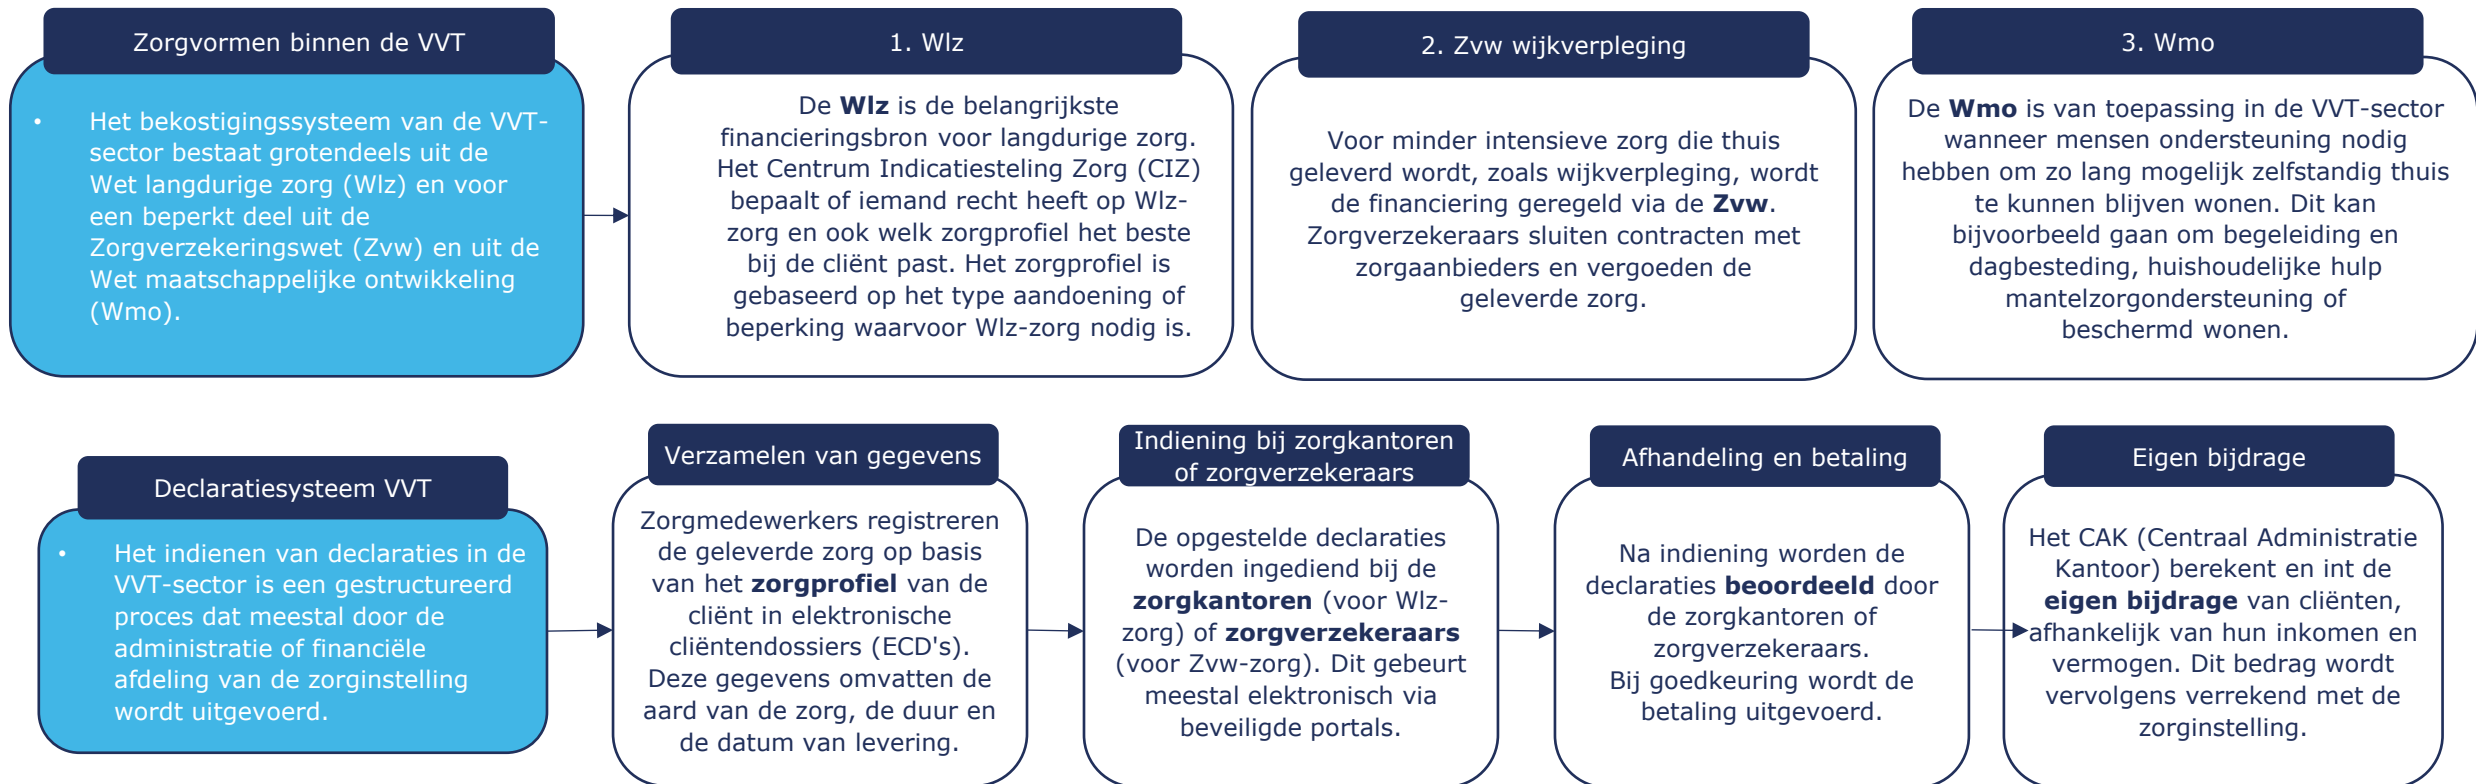 Zorgvormen binnen de VVT
• Het bekostigingssysteem van de VVT-
sector bestaat grotendeels uit de
Wet langdurige zorg (Wlz) en voor
een beperkt deel uit de
Zorgverzekeringswet (Zvw) en uit de
Wet maatschappelijke ontwikkeling
(Wmo).
1. Wlz
De Wlz is de belangrijkste
financieringsbron voor langdurige zorg.
Het Centrum Indicatiesteling Zorg (CIZ)
bepaalt of iemand recht heeft op Wlz-
zorg en ook welk zorgprofiel het beste
bij de cliënt past. Het zorgprofiel is
gebaseerd op het type aandoening of
beperking waarvoor Wlz-zorg nodig is.
2. Zvw wijkverpleging
Voor minder intensieve zorg die thuis
geleverd wordt, zoals wijkverpleging, wordt
de financiering geregeld via de Zvw.
Zorgverzekeraars sluiten contracten met
zorgaanbieders en vergoeden de
geleverde zorg.
3. Wmo
De Wmo is van toepassing in de VVT-sector
wanneer mensen ondersteuning nodig
hebben om zo lang mogelijk zelfstandig thuis
te kunnen blijven wonen. Dit kan
bijvoorbeeld gaan om begeleiding en
dagbesteding, huishoudelijke hulp
mantelzorgondersteuning of
beschermd wonen.
Declaratiesysteem VVT
• Het indienen van declaraties in de
VVT-sector is een gestructureerd
proces dat meestal door de
administratie of financiële
afdeling van de zorginstelling
wordt uitgevoerd.
Verzamelen van gegevens
Zorgmedewerkers registreren
de geleverde zorg op basis
van het zorgprofiel van de
cliënt in elektronische
cliëntendossiers (ECD's).
Deze gegevens omvatten de
aard van de zorg, de duur en
de datum van levering.
Indiening bij zorgkantoren
of zorgverzekeraars
De opgestelde declaraties
worden ingediend bij de
zorgkantoren (voor Wlz-
zorg) of zorgverzekeraars
(voor Zvw-zorg). Dit gebeurt
meestal elektronisch via
beveiligde portals.
Afhandeling en betaling
Na indiening worden de
declaraties beoordeeld door
de zorgkantoren of
zorgverzekeraars.
Bij goedkeuring wordt de
betaling uitgevoerd.
Eigen bijdrage
Het CAK (Centraal Administratie
Kantoor) berekent en int de
eigen bijdrage van cliënten,
afhankelijk van hun inkomen en
vermogen. Dit bedrag wordt
vervolgens verrekend met de
zorginstelling.